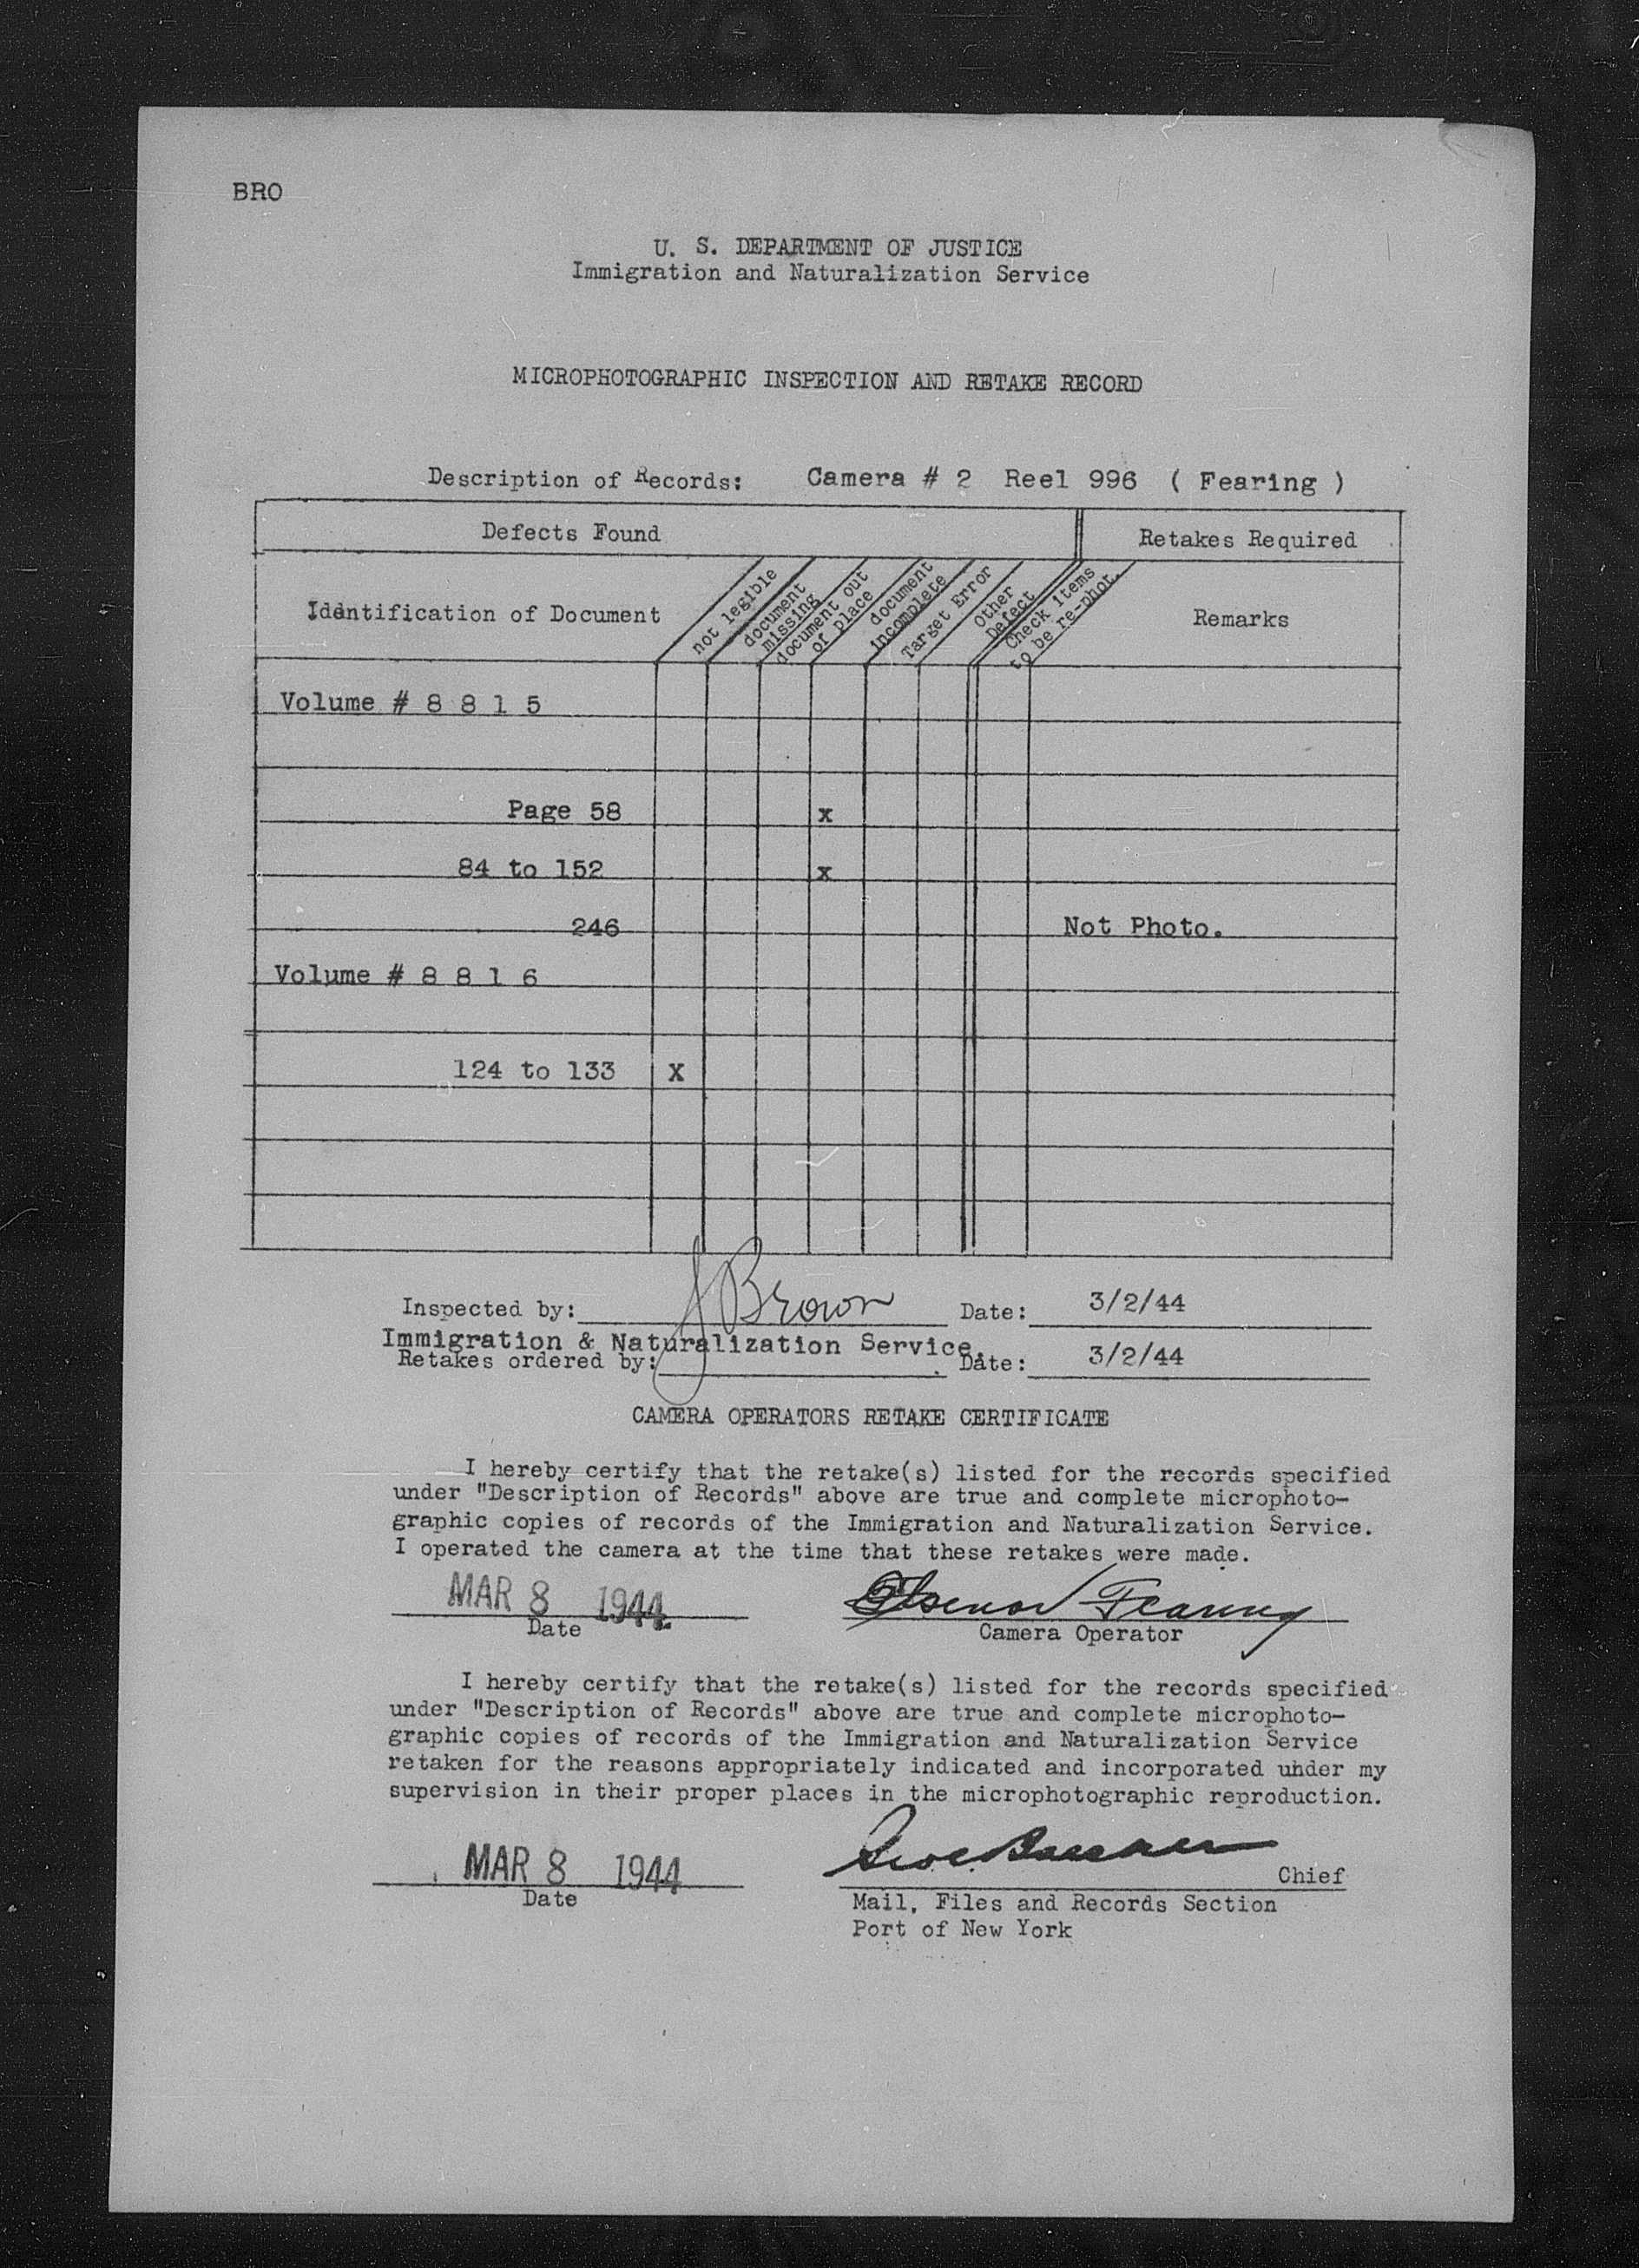 BRO
U. S. DEPARTMENT OF JUSTICE
Immigration and Naturalization Service
MICROPHOTOGRAPHIC INSPECTION AND RETAKE RECORD
Description of Records: Camera # 2 Reel 996 ( Fearing )
Defects Found
Retakes Required
Identification of Document
not legible
document
missing
document out
of place
document
incomplete
Target Error
Other
Defect
Check Items
to be re-phot.
Remarks
Volume # 8 8 1 5
Page 58 x
84 to 152 x
246 Not Photo.
Volume # 8 8 1 6
124 to 133 X
Inspected by: J Brown Date: 3/2/44
Immigration & Naturalization Service.
Retakes ordered by: Date: 3/2/44
CAMERA OPERATORS RETAKE CERTIFICATE
I hereby certify that the retake(s) listed for the records specified
under "Description of Records" above are true and complete microphoto-
graphic copies of records of the Immigration and Naturalization Service.
I operated the camera at the time that these retakes were made.
MAR 8 1944 Fearing
Date Camera Operator
I hereby certify that the retake(s) listed for the records specified
under "Description of Records" above are true and complete microphoto-
graphic copies of records of the Immigration and Naturalization Service
retaken for the reasons appropriately indicated and incorporated under my
supervision in their proper places in the microphotographic reproduction.
MAR 8 1944 Chief
Date Mail, Files and Records Section
Port of New York